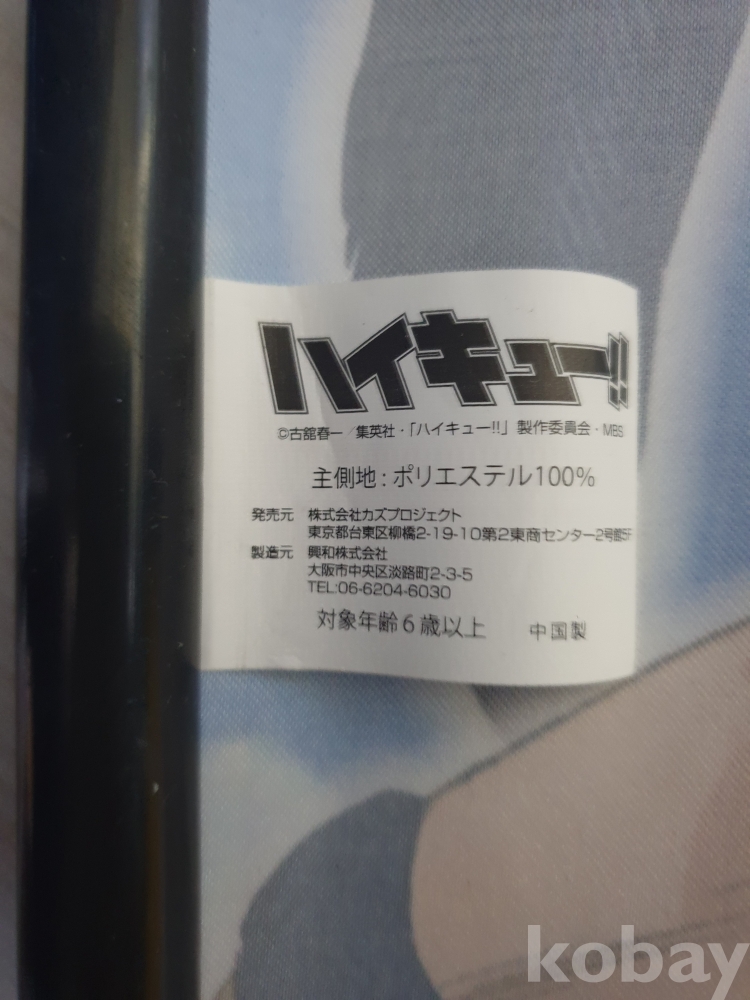 ハイキュー!!
©古舘春一／集英社・「ハイキュー!!」製作委員会・MBS
主側地：ポリエステル100%
発売元 株式会社カズプロジェクト
東京都台東区柳橋2-19-10第2東商センター2号館5F
製造元 興和株式会社
大阪市中央区淡路町2-3-5
TEL:06-6204-6030
対象年齢6歳以上 中国製
kobay